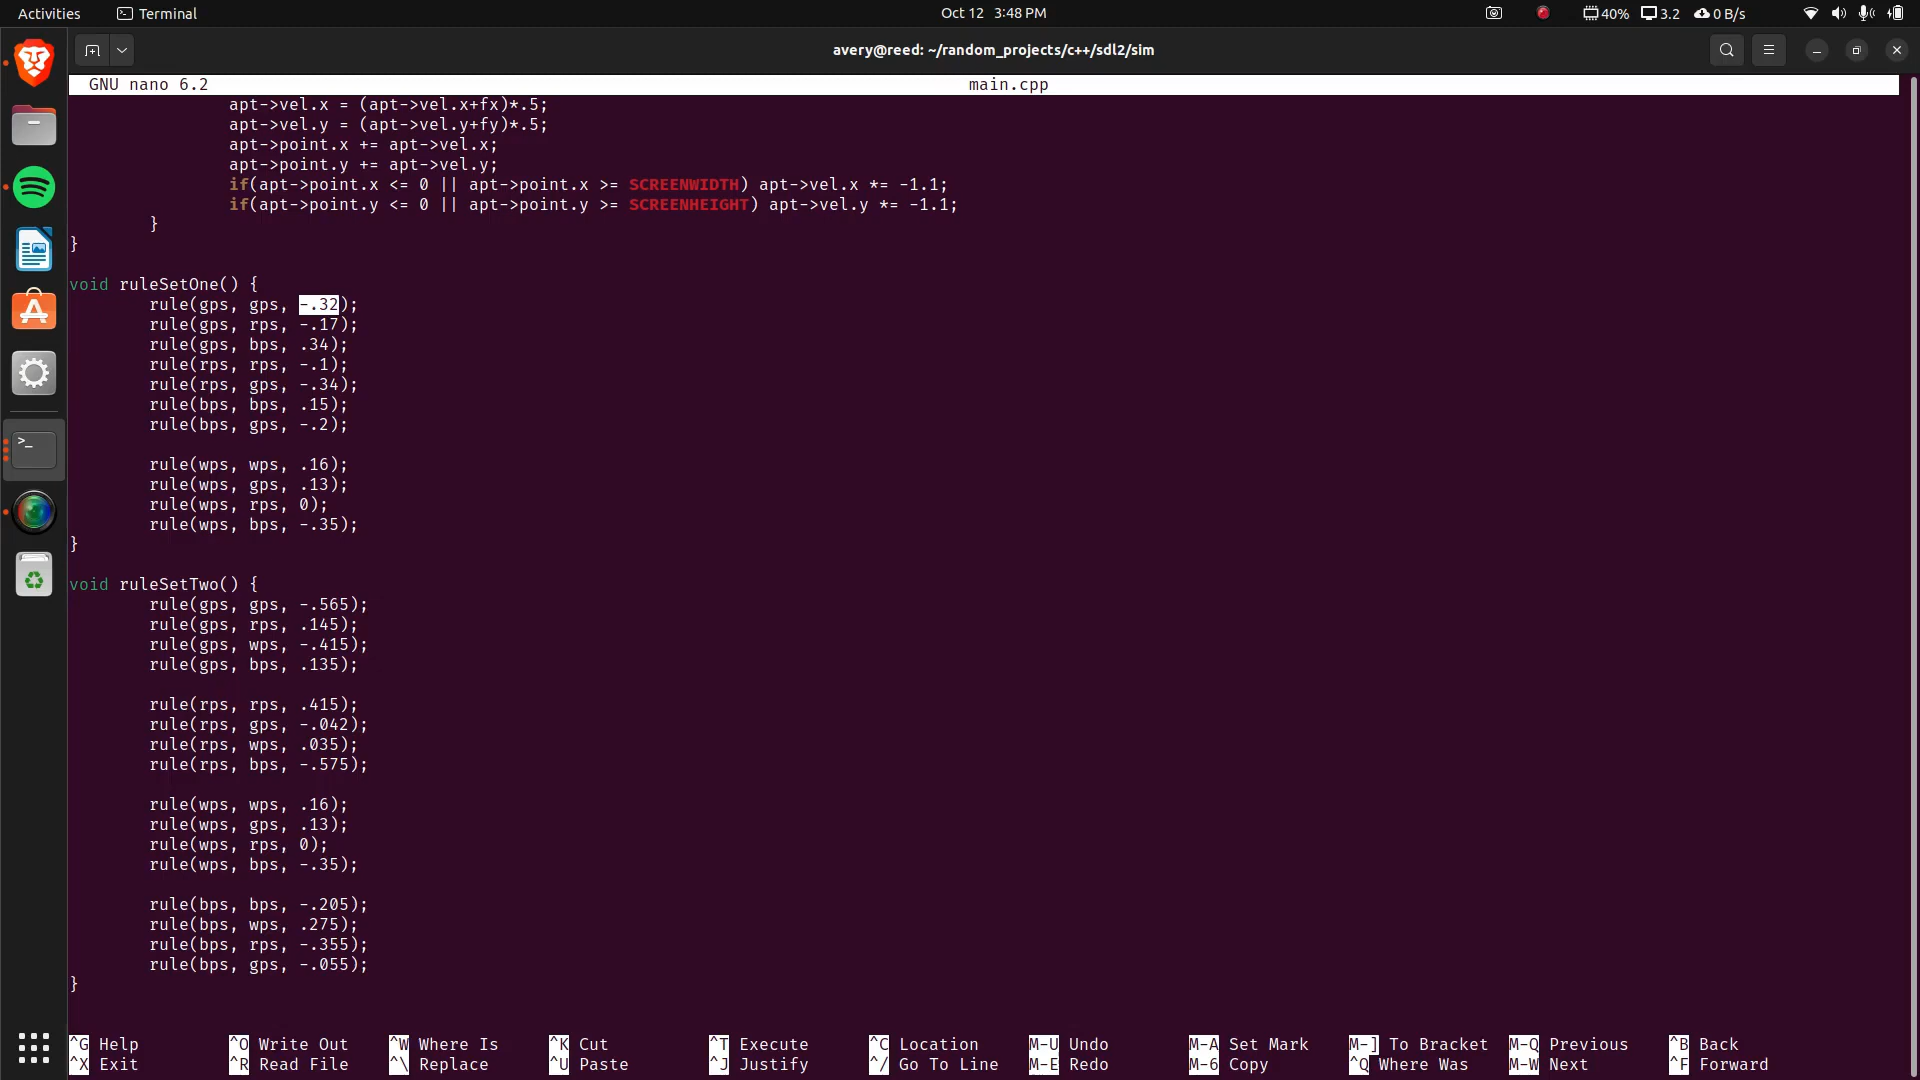 Activities Terminal Oct 12 3:48 PM 40% 3.2 0 B/s
avery@reed: ~/random_projects/c++/sdl2/sim
GNU nano 6.2 main.cpp
apt->vel.x = (apt->vel.x+fx)*.5;
apt->vel.y = (apt->vel.y+fy)*.5;
apt->point.x += apt->vel.x;
apt->point.y += apt->vel.y;
if(apt->point.x <= 0 || apt->point.x >= SCREENWIDTH) apt->vel.x *= -1.1;
if(apt->point.y <= 0 || apt->point.y >= SCREENHEIGHT) apt->vel.y *= -1.1;
}
}
void ruleSetOne() {
rule(gps, gps, -.32);
rule(gps, rps, -.17);
rule(gps, bps, .34);
rule(rps, rps, -.1);
rule(rps, gps, -.34);
rule(bps, bps, .15);
rule(bps, gps, -.2);
rule(wps, wps, .16);
rule(wps, gps, .13);
rule(wps, rps, 0);
rule(wps, bps, -.35);
}
void ruleSetTwo() {
rule(gps, gps, -.565);
rule(gps, rps, .145);
rule(gps, wps, -.415);
rule(gps, bps, .135);
rule(rps, rps, .415);
rule(rps, gps, -.042);
rule(rps, wps, .035);
rule(rps, bps, -.575);
rule(wps, wps, .16);
rule(wps, gps, .13);
rule(wps, rps, 0);
rule(wps, bps, -.35);
rule(bps, bps, -.205);
rule(bps, wps, .275);
rule(bps, rps, -.355);
rule(bps, gps, -.055);
}
^G Help ^O Write Out ^W Where Is ^K Cut ^T Execute ^C Location M-U Undo M-A Set Mark M-] To Bracket M-Q Previous ^B Back
^X Exit ^R Read File ^\ Replace ^U Paste ^J Justify ^/ Go To Line M-E Redo M-6 Copy ^Q Where Was M-W Next ^F Forward